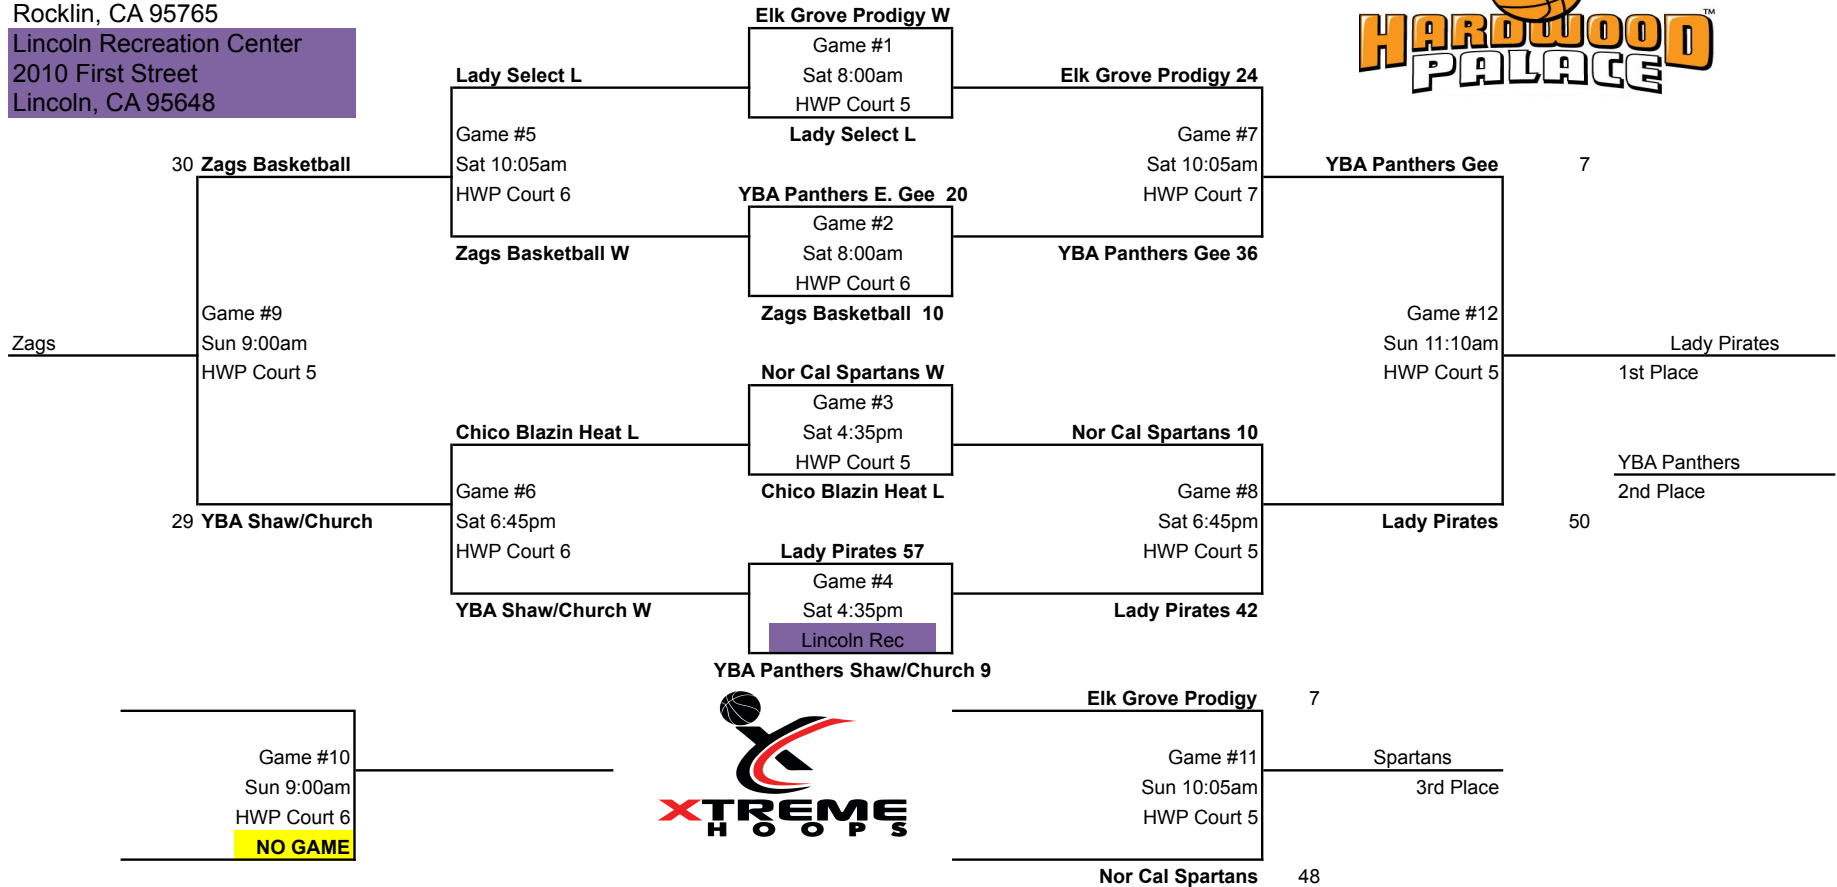 Rocklin, CA 95765
Lincoln Recreation Center
2010 First Street
Lincoln, CA 95648
HARDWOOD
PALACE
™
Elk Grove Prodigy W
Game #1
Sat 8:00am
HWP Court 5
Lady Select L
Lady Select L
Game #5
Sat 10:05am
HWP Court 6
Zags Basketball W
YBA Panthers E. Gee 20
Game #2
Sat 8:00am
HWP Court 6
Zags Basketball 10
Elk Grove Prodigy 24
Game #7
Sat 10:05am
HWP Court 7
YBA Panthers Gee 36
30 Zags Basketball
Game #9
Sun 9:00am
HWP Court 5
29 YBA Shaw/Church
Zags
YBA Panthers Gee 7
Game #12
Sun 11:10am
HWP Court 5
Lady Pirates 50
Lady Pirates
1st Place
YBA Panthers
2nd Place
Nor Cal Spartans W
Game #3
Sat 4:35pm
HWP Court 5
Chico Blazin Heat L
Chico Blazin Heat L
Game #6
Sat 6:45pm
HWP Court 6
YBA Shaw/Church W
Lady Pirates 57
Game #4
Sat 4:35pm
Lincoln Rec
YBA Panthers Shaw/Church 9
Nor Cal Spartans 10
Game #8
Sat 6:45pm
HWP Court 5
Lady Pirates 42
Game #10
Sun 9:00am
HWP Court 6
NO GAME
XTREME
HOOPS
Elk Grove Prodigy 7
Game #11
Sun 10:05am
HWP Court 5
Nor Cal Spartans 48
Spartans
3rd Place